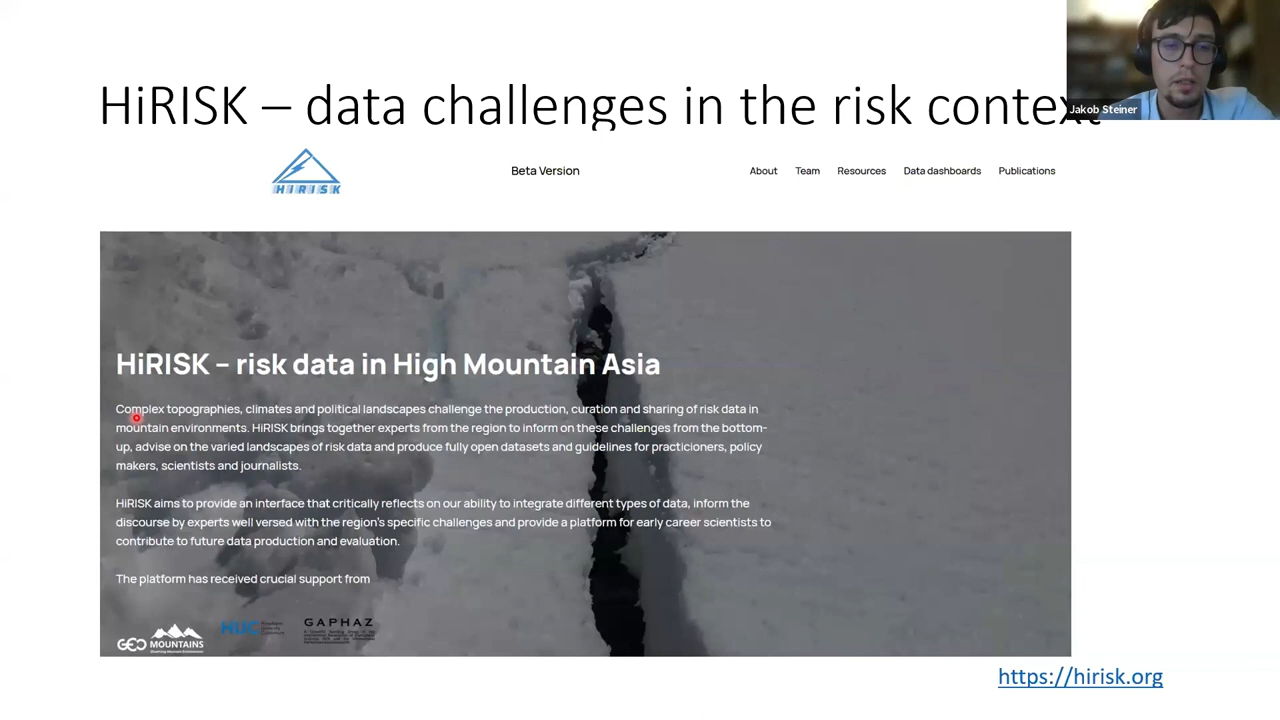 HiRISK – data challenges in the risk context
Jakob Steiner
HIRISK
Beta Version
About Team Resources Data dashboards Publications
HiRISK – risk data in High Mountain Asia
Complex topographies, climates and political landscapes challenge the production, curation and sharing of risk data in
mountain environments. HiRISK brings together experts from the region to inform on these challenges from the bottom-
up, advise on the varied landscapes of risk data and produce fully open datasets and guidelines for practicioners, policy
makers, scientists and journalists.
HiRISK aims to provide an interface that critically reflects on our ability to integrate different types of data, inform the
discourse by experts well versed with the region's specific challenges and provide a platform for early career scientists to
contribute to future data production and evaluation.
The platform has received crucial support from
GEO MOUNTAINS
HUC
GAPHAZ
https://hirisk.org